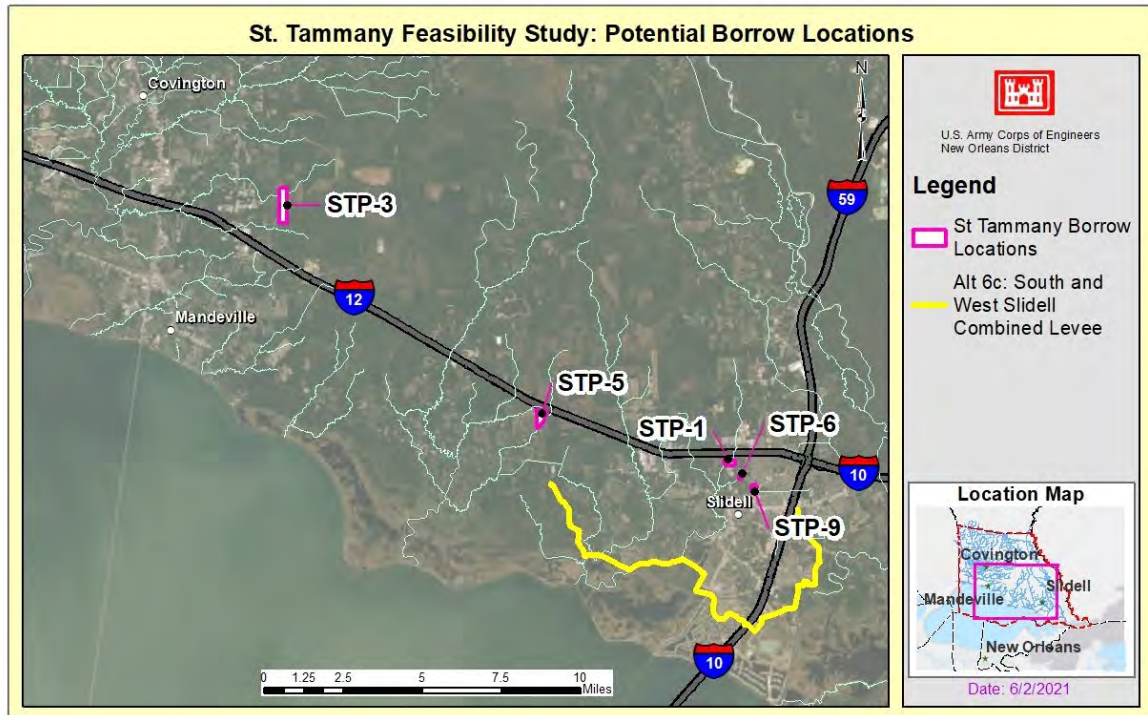 St. Tammany Feasibility Study: Potential Borrow Locations
Covington
N
STP-3
59
12
Mandeville
STP-5
STP-1
STP-6
10
Slidell
STP-9
10
0 1.25 2.5 5 7.5 10
Miles
U.S. Army Corps of Engineers
New Orleans District
Legend
St Tammany Borrow
Locations
Alt 6c: South and
West Slidell
Combined Levee
Location Map
Covington
Slidell
Mandeville
New Orleans
Date: 6/2/2021